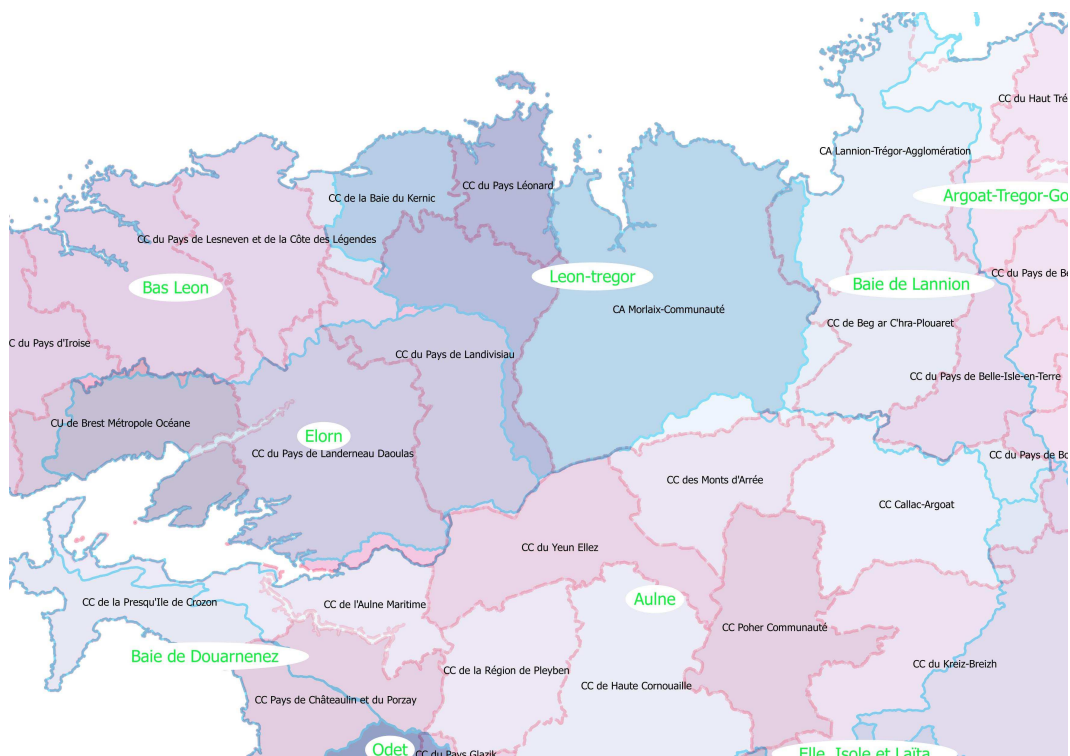 CC du Haut Tré
CA Lannion-Trégor-Agglomération
CC du Pays Léonard
CC de la Baie du Kernic
Argoat-Tregor-Go
CC du Pays de Lesneven et de la Côte des Légendes
Bas Leon
Leon-tregor
Baie de Lannion
CC du Pays de Be
CA Morlaix-Communauté
CC de Beg ar C'hra-Plouaret
C du Pays d'Iroise
CC du Pays de Landivisiau
CC du Pays de Belle-Isle-en-Terre
CU de Brest Métropole Océane
Elorn
CC du Pays de Landerneau Daoulas
CC du Pays de Bo
CC des Monts d'Arrée
CC Callac-Argoat
CC du Yeun Ellez
CC de la Presqu'Ile de Crozon
CC de l'Aulne Maritime
Aulne
CC Poher Communauté
Baie de Douarnenez
CC de la Région de Pleyben
CC du Kreiz-Breizh
CC de Haute Cornouaille
CC Pays de Châteaulin et du Porzay
Odet
CC du Pays Glazik
Elle, Isole et Laïta